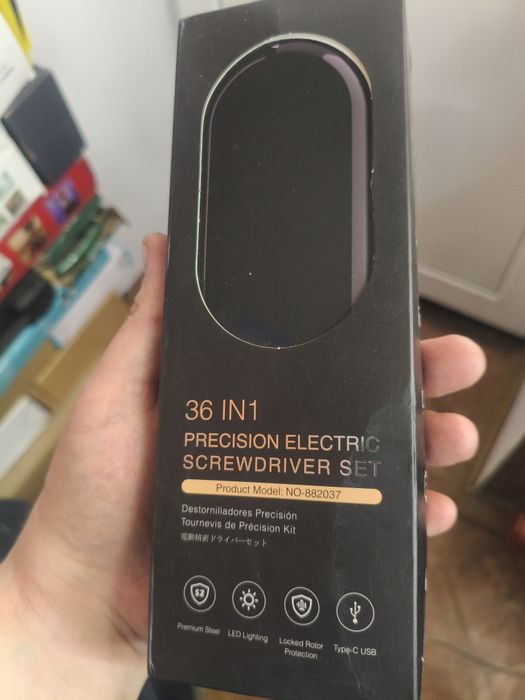 36 IN1
PRECISION ELECTRIC
SCREWDRIVER SET
Product Model: NO-882037
Destornilladores Precisión
Tournevis de Précision Kit
電動精密ドライバーセット
S2
Premium Steel
LED Lighting
Locked Rotor
Protection
Type-C USB